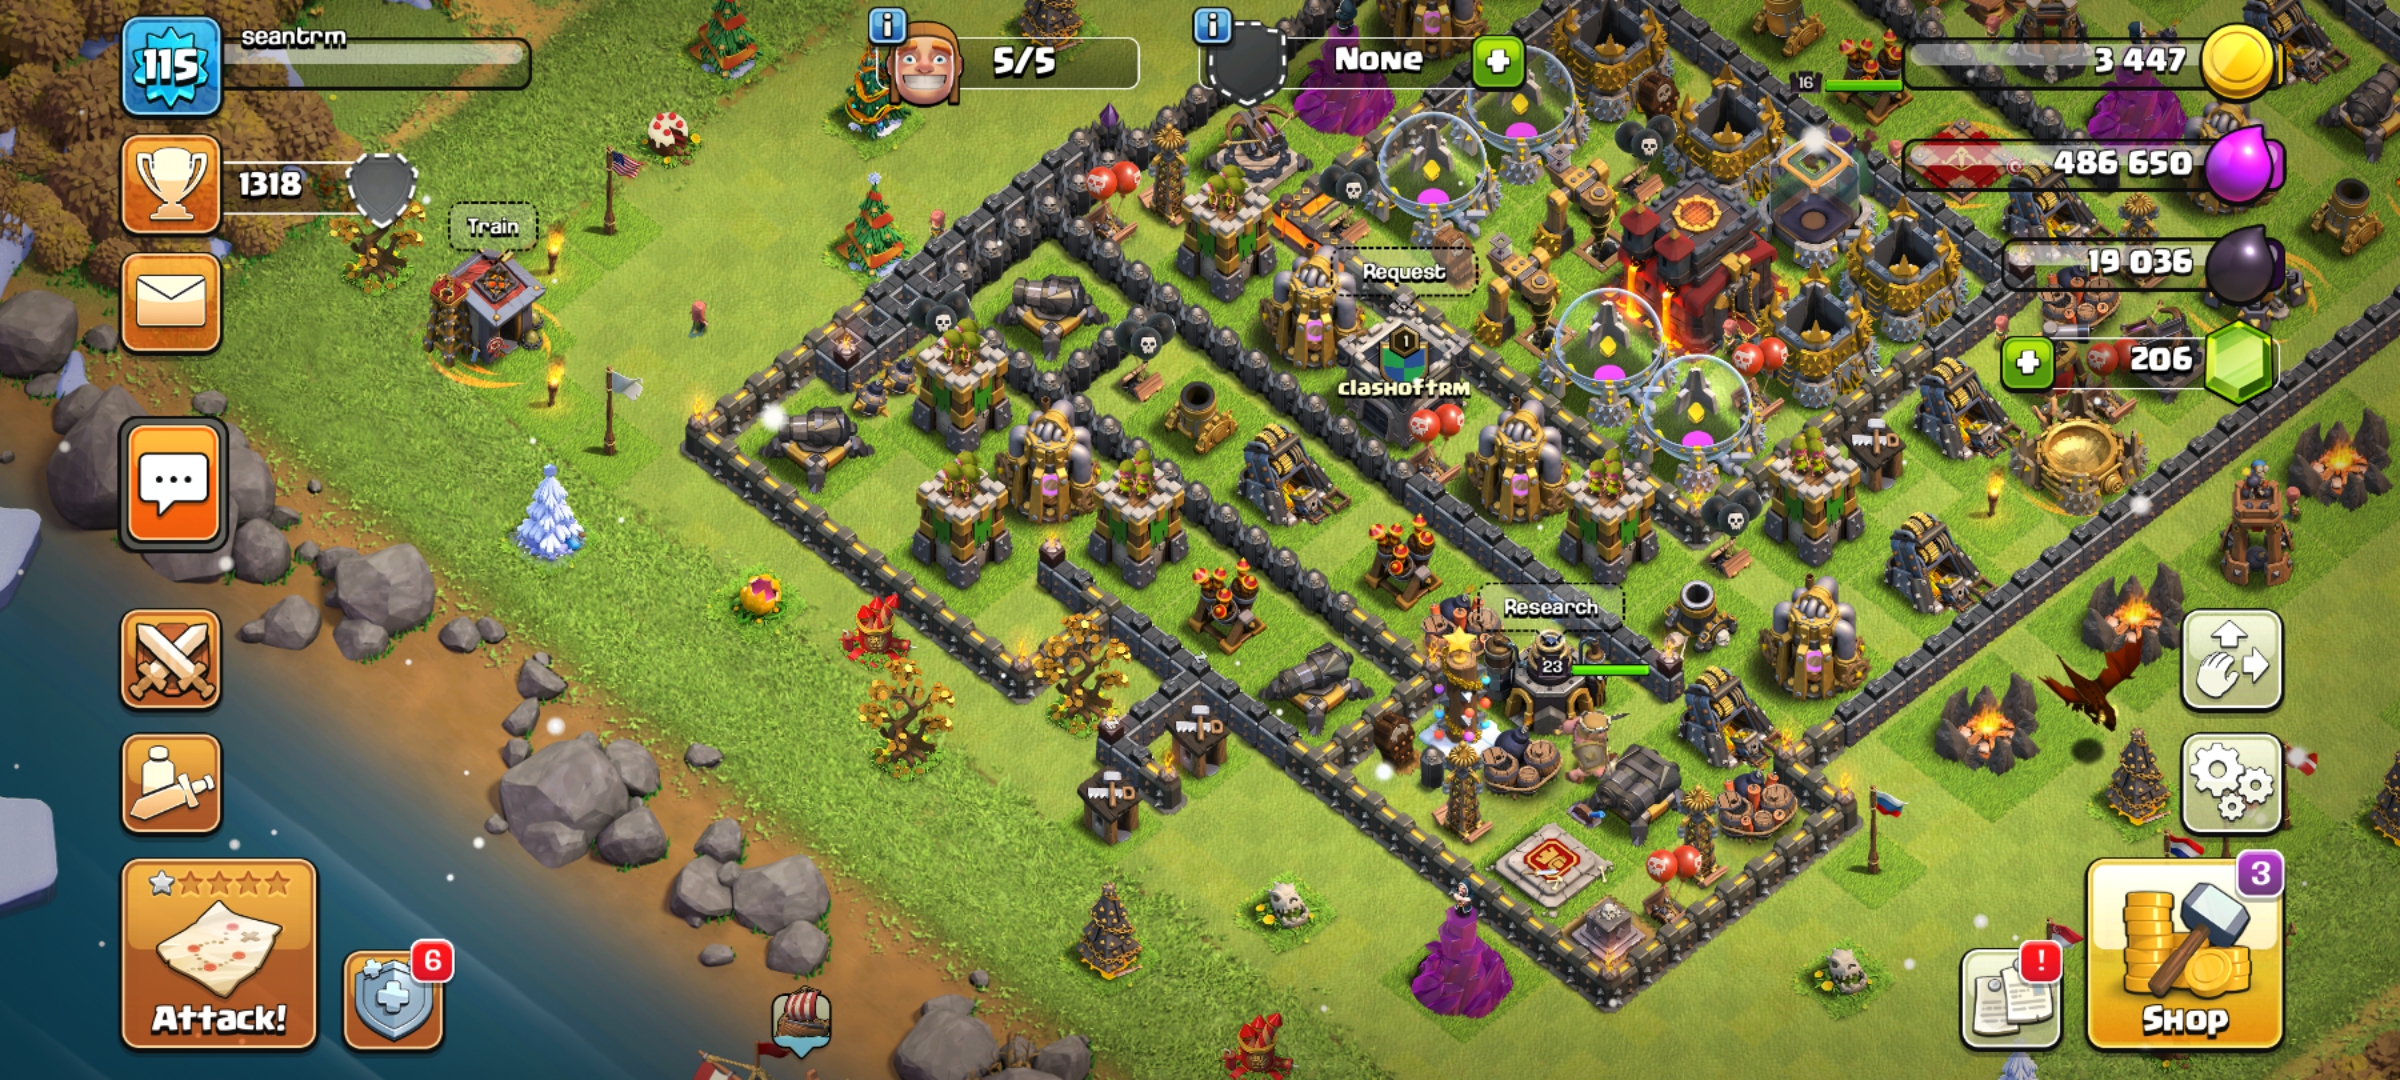 115
seantrm
5/5
None
3 447
16
1318
486 650
Train
Request
19 036
1
206
clashofTRM
Research
23
3
6
!
Attack!
Shop